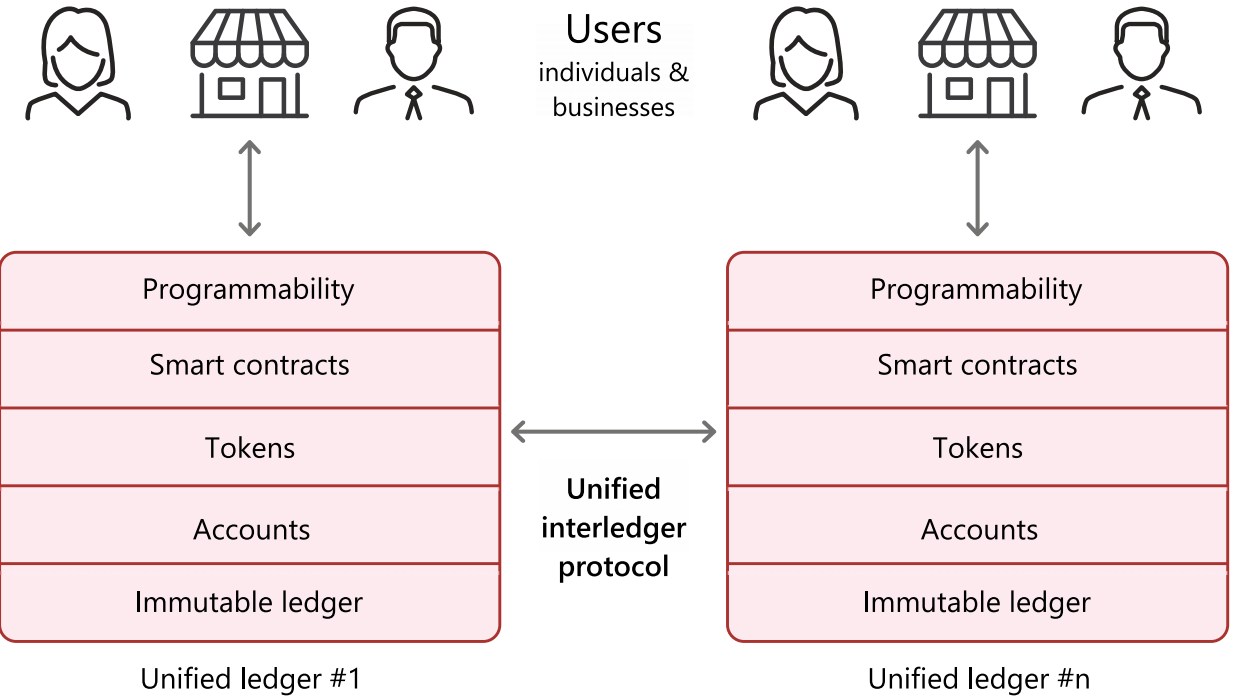 Users
individuals &
businesses
Programmability
Smart contracts
Tokens
Accounts
Immutable ledger
Unified ledger #1
Unified
interledger
protocol
Programmability
Smart contracts
Tokens
Accounts
Immutable ledger
Unified ledger #n